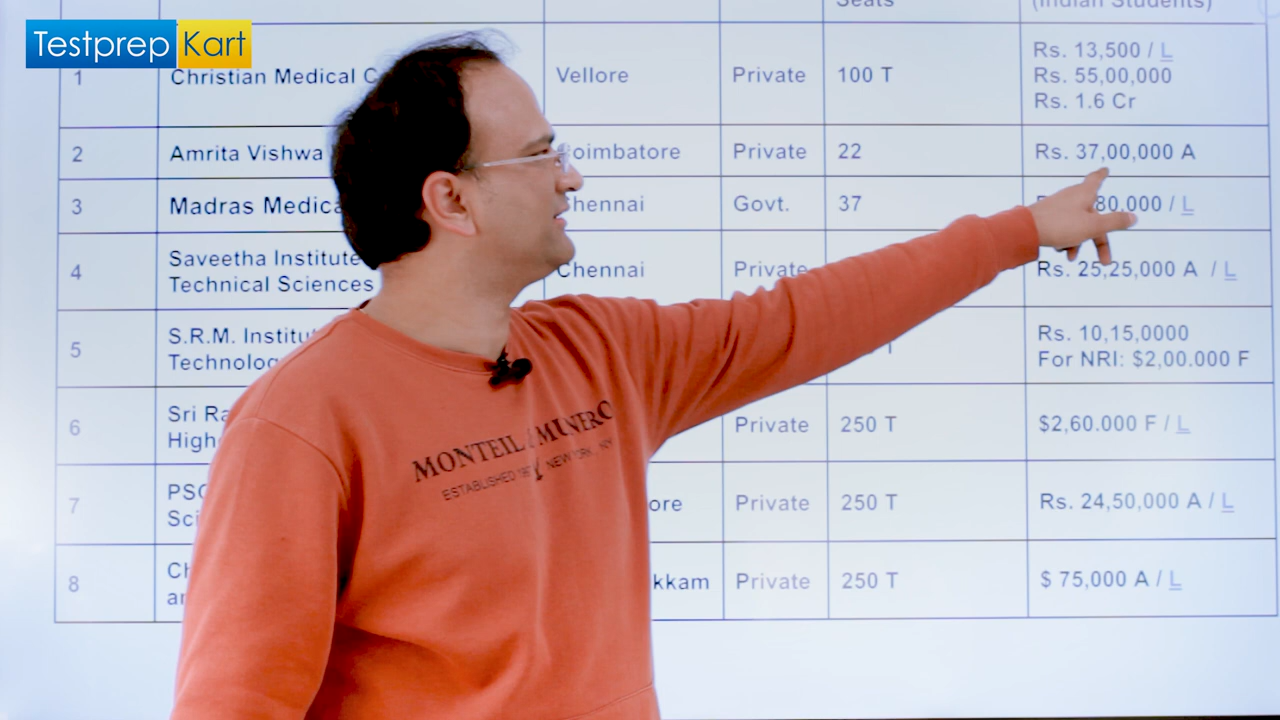 Testprep Kart
Seats
(Indian Students)
1
Christian Medical
Vellore
Private
100 T
Rs. 13,500 / L
Rs. 55,00,000
Rs. 1.6 Cr
2
Amrita Vishwa
oimbatore
Private
22
Rs. 37,00,000 A
3
Madras Medica
hennai
Govt.
37
80,000 / L
4
Saveetha Institute
Technical Sciences
Chennai
Private
Rs. 25,25,000 A / L
5
S.R.M. Institu
Technolog
Rs. 10,15,0000
For NRI: $2,00.000 F
6
Sri Ra
High
Private
250 T
$2,60.000 F / L
7
PSG
Sci
ore
Private
250 T
Rs. 24,50,000 A / L
8
Ch
an
kkam
Private
250 T
$ 75,000 A / L
MONTEIL & MUNERO
ESTABLISHED NEW YORK, NY